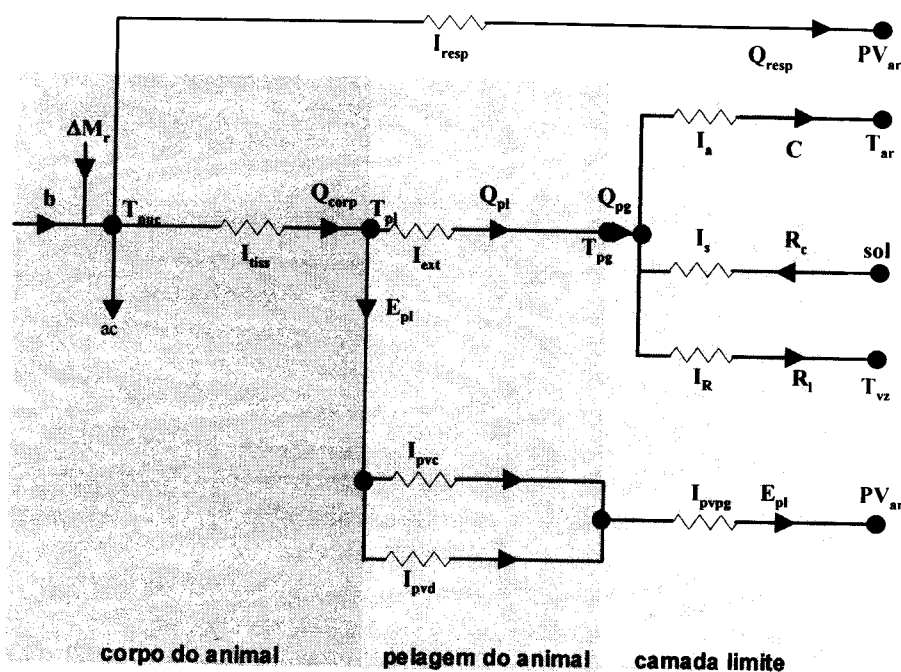 I_resp
Q_resp
PV_ar
ΔM_r
I_a
C
T_ar
b
T_nuc
I_tiss
Q_corp
T_pl
I_ext
Q_pl
Q_pg
T_pg
I_s
R_c
sol
ac
E_pl
I_R
R_l
T_vz
I_pvc
I_pvpg
E_pl
PV_ar
I_pvd
corpo do animal
pelagem do animal
camada limite